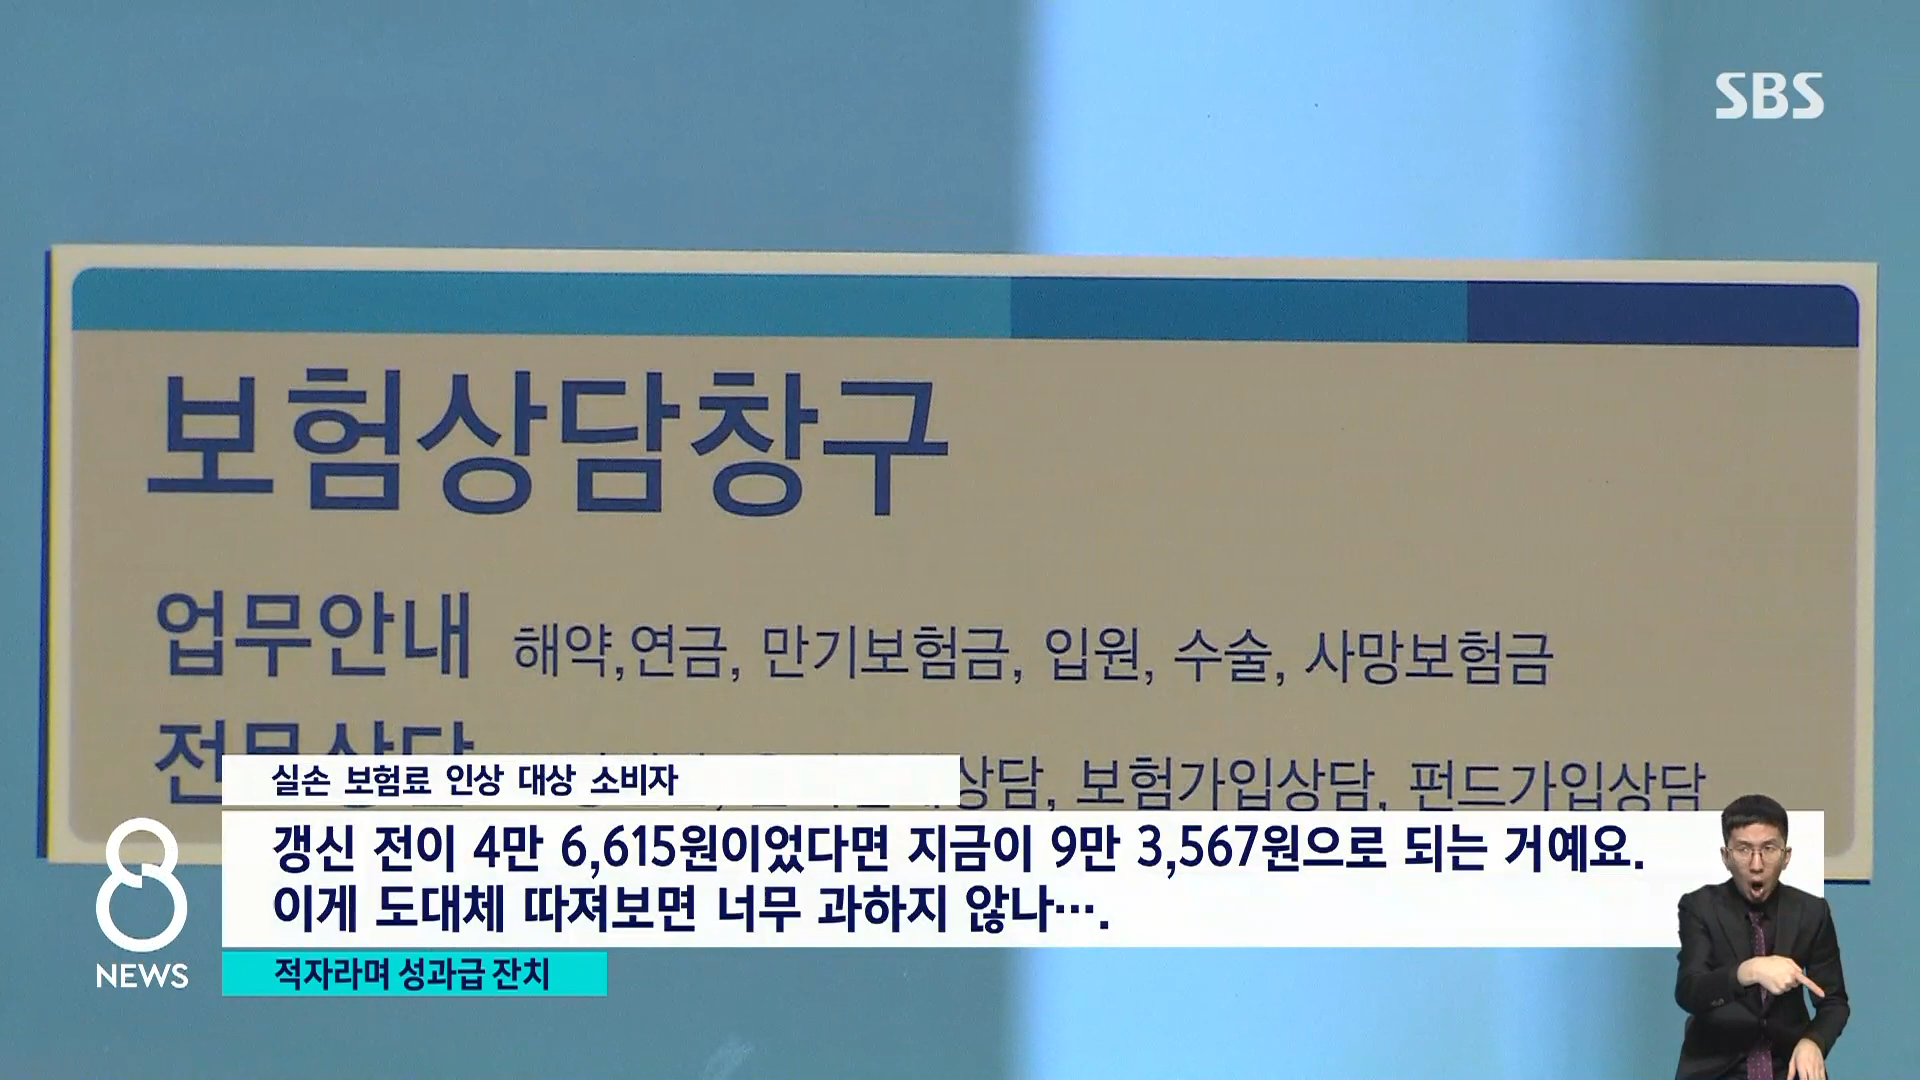 SBS
보험상담창구
업무안내 해약,연금, 만기보험금, 입원, 수술, 사망보험금
상담, 보험가입상담, 펀드가입상담
실손 보험료 인상 대상 소비자
갱신 전이 4만 6,615원이었다면 지금이 9만 3,567원으로 되는 거예요.
이게 도대체 따져보면 너무 과하지 않나….
8
NEWS
적자라며 성과급 잔치